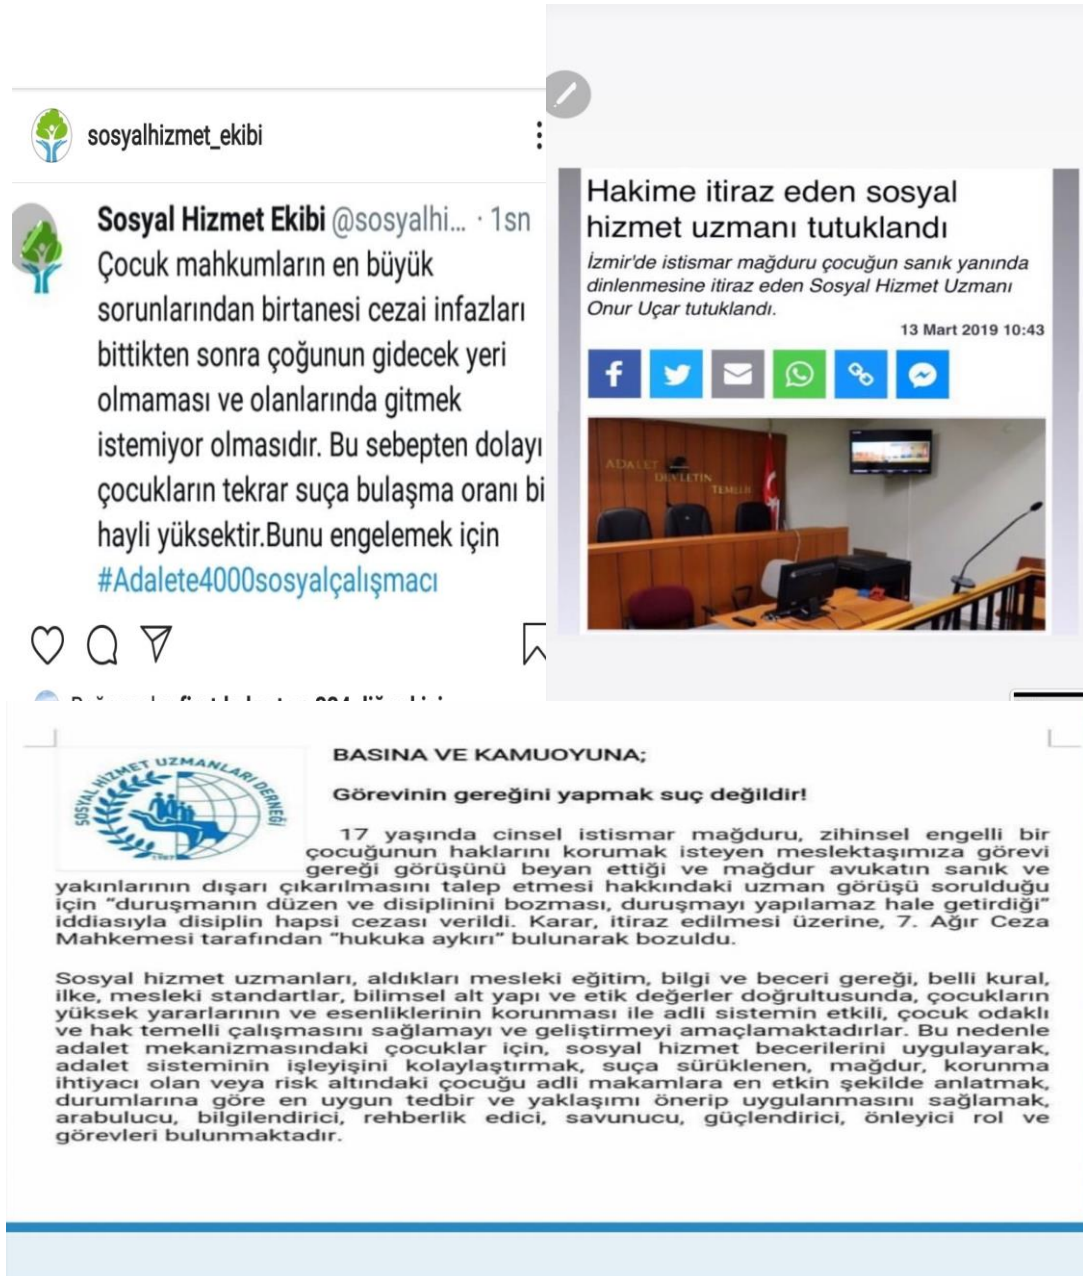 sosyalhizmet_ekibi
Sosyal Hizmet Ekibi @sosyalhi... · 1sn
Çocuk mahkumların en büyük
sorunlarından birtanesi cezai infazları
bittikten sonra çoğunun gidecek yeri
olmaması ve olanlarında gitmek
istemiyor olmasıdır. Bu sebepten dolayı
çocukların tekrar suça bulaşma oranı bi
hayli yüksektir.Bunu engelemek için
#Adalete4000sosyalçalışmacı
Hakime itiraz eden sosyal
hizmet uzmanı tutuklandı
İzmir'de istismar mağduru çocuğun sanık yanında
dinlenmesine itiraz eden Sosyal Hizmet Uzmanı
Onur Uçar tutuklandı.
13 Mart 2019 10:43
ADALET
DEVLETİN
TEMELİ
SOSYAL HİZMET UZMANLARI DERNEĞİ
BASINA VE KAMUOYUNA;
Görevinin gereğini yapmak suç değildir!
17 yaşında cinsel istismar mağduru, zihinsel engelli bir
çocuğunun haklarını korumak isteyen meslektaşımıza görevi
gereği görüşünü beyan ettiği ve mağdur avukatın sanık ve
yakınlarının dışarı çıkarılmasını talep etmesi hakkındaki uzman görüşü sorulduğu
için "duruşmanın düzen ve disiplinini bozması, duruşmayı yapılamaz hale getirdiği"
iddiasıyla disiplin hapsi cezası verildi. Karar, itiraz edilmesi üzerine, 7. Ağır Ceza
Mahkemesi tarafından "hukuka aykırı" bulunarak bozuldu.
Sosyal hizmet uzmanları, aldıkları mesleki eğitim, bilgi ve beceri gereği, belli kural,
ilke, mesleki standartlar, bilimsel alt yapı ve etik değerler doğrultusunda, çocukların
yüksek yararlarının ve esenliklerinin korunması ile adli sistemin etkili, çocuk odaklı
ve hak temelli çalışmasını sağlamayı ve geliştirmeyi amaçlamaktadırlar. Bu nedenle
adalet mekanizmasındaki çocuklar için, sosyal hizmet becerilerini uygulayarak,
adalet sisteminin işleyişini kolaylaştırmak, suça sürüklenen, mağdur, korunma
ihtiyacı olan veya risk altındaki çocuğu adli makamlara en etkin şekilde anlatmak,
durumlarına göre en uygun tedbir ve yaklaşımı önerip uygulanmasını sağlamak,
arabulucu, bilgilendirici, rehberlik edici, savunucu, güçlendirici, önleyici rol ve
görevleri bulunmaktadır.